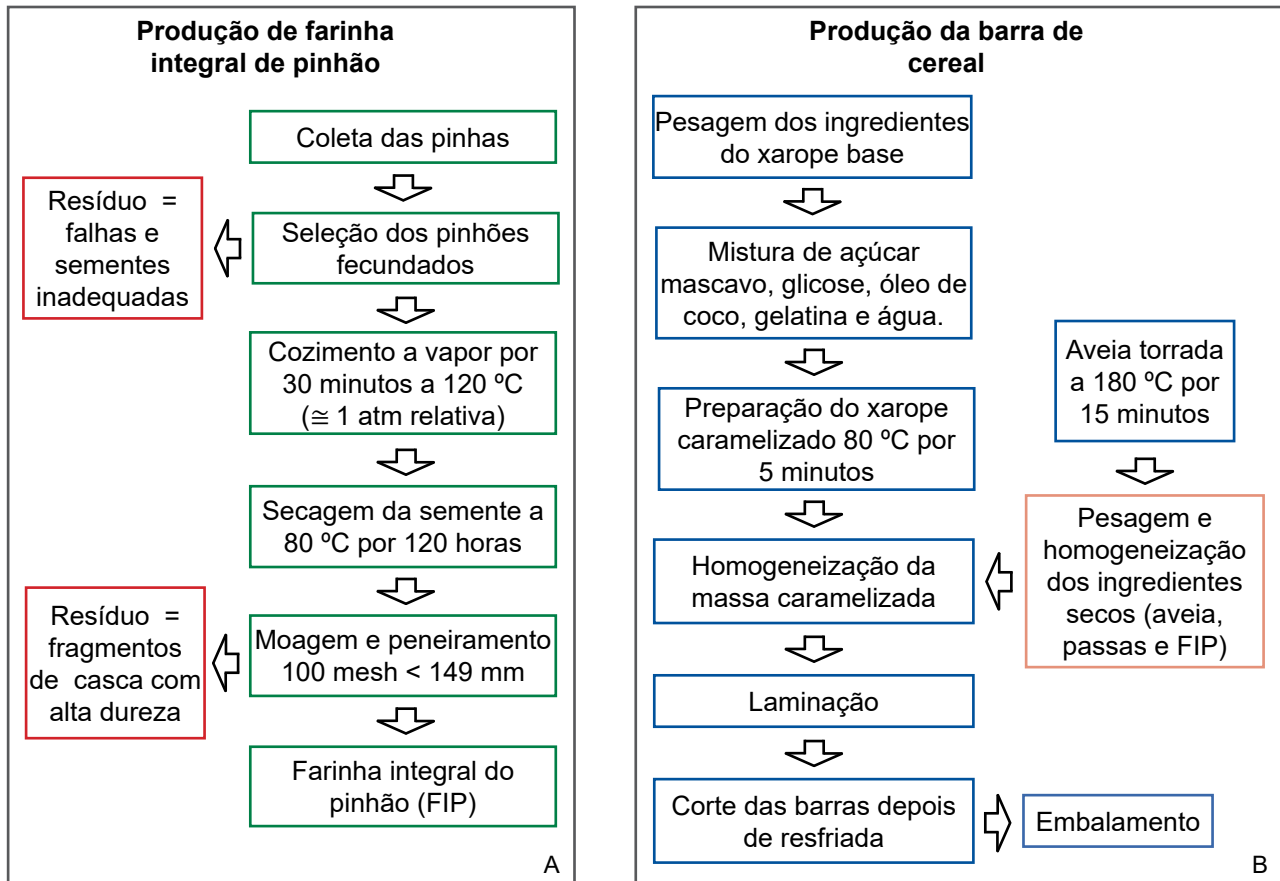 Produção de farinha
integral de pinhão
Coleta das pinhas
Resíduo =
falhas e
sementes
inadequadas
Seleção dos pinhões
fecundados
Cozimento a vapor por
30 minutos a 120 ºC
(≅ 1 atm relativa)
Secagem da semente a
80 ºC por 120 horas
Resíduo =
fragmentos
de casca com
alta dureza
Moagem e peneiramento
100 mesh < 149 mm
Farinha integral do
pinhão (FIP)
A
Produção da barra de
cereal
Pesagem dos ingredientes
do xarope base
Mistura de açúcar
mascavo, glicose, óleo de
coco, gelatina e água.
Aveia torrada
a 180 ºC por
15 minutos
Preparação do xarope
caramelizado 80 ºC por
5 minutos
Pesagem e
homogeneização
dos ingredientes
secos (aveia,
passas e FIP)
Homogeneização da
massa caramelizada
Laminação
Corte das barras depois
de resfriada
Embalamento
B